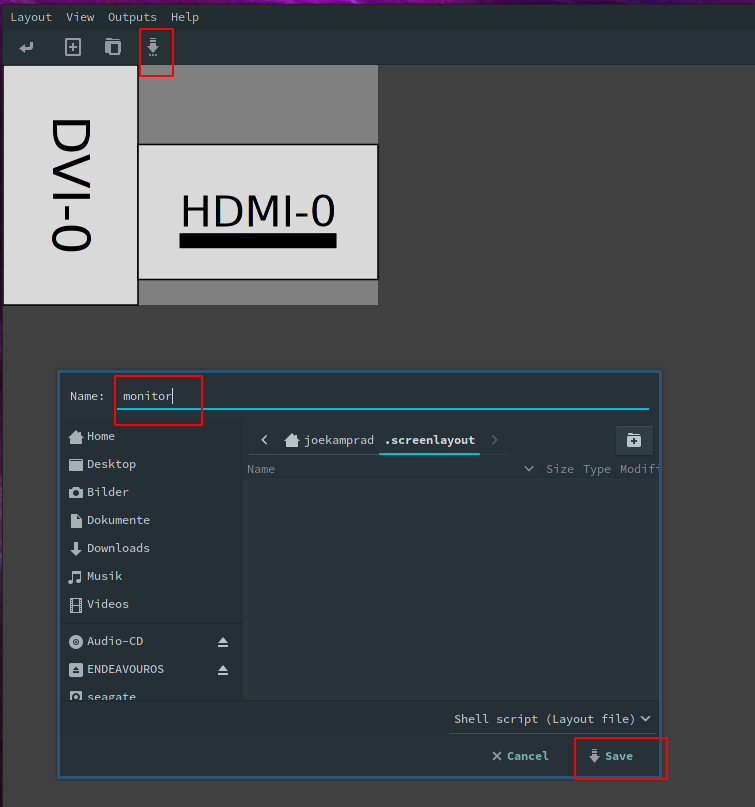 Layout View Outputs Help
DVI-0
HDMI-0
Name: monitor
Home
Desktop
Bilder
Dokumente
Downloads
Musik
Videos
Audio-CD
ENDEAVOUROS
seagate
joekamprad .screenlayout
Name Size Type Modifi
Shell script (Layout file)
Cancel Save